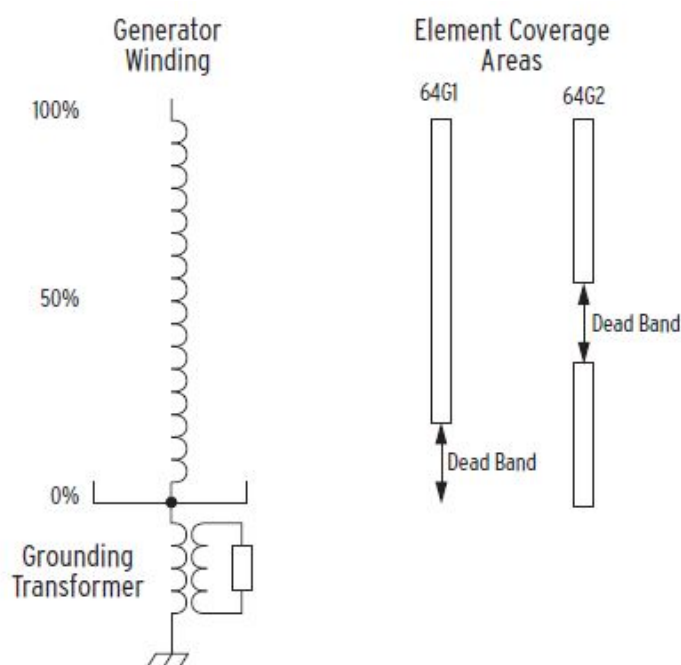 Generator
Winding
Element Coverage
Areas
64G1
64G2
100%
50%
Dead Band
Dead Band
0%
Grounding
Transformer